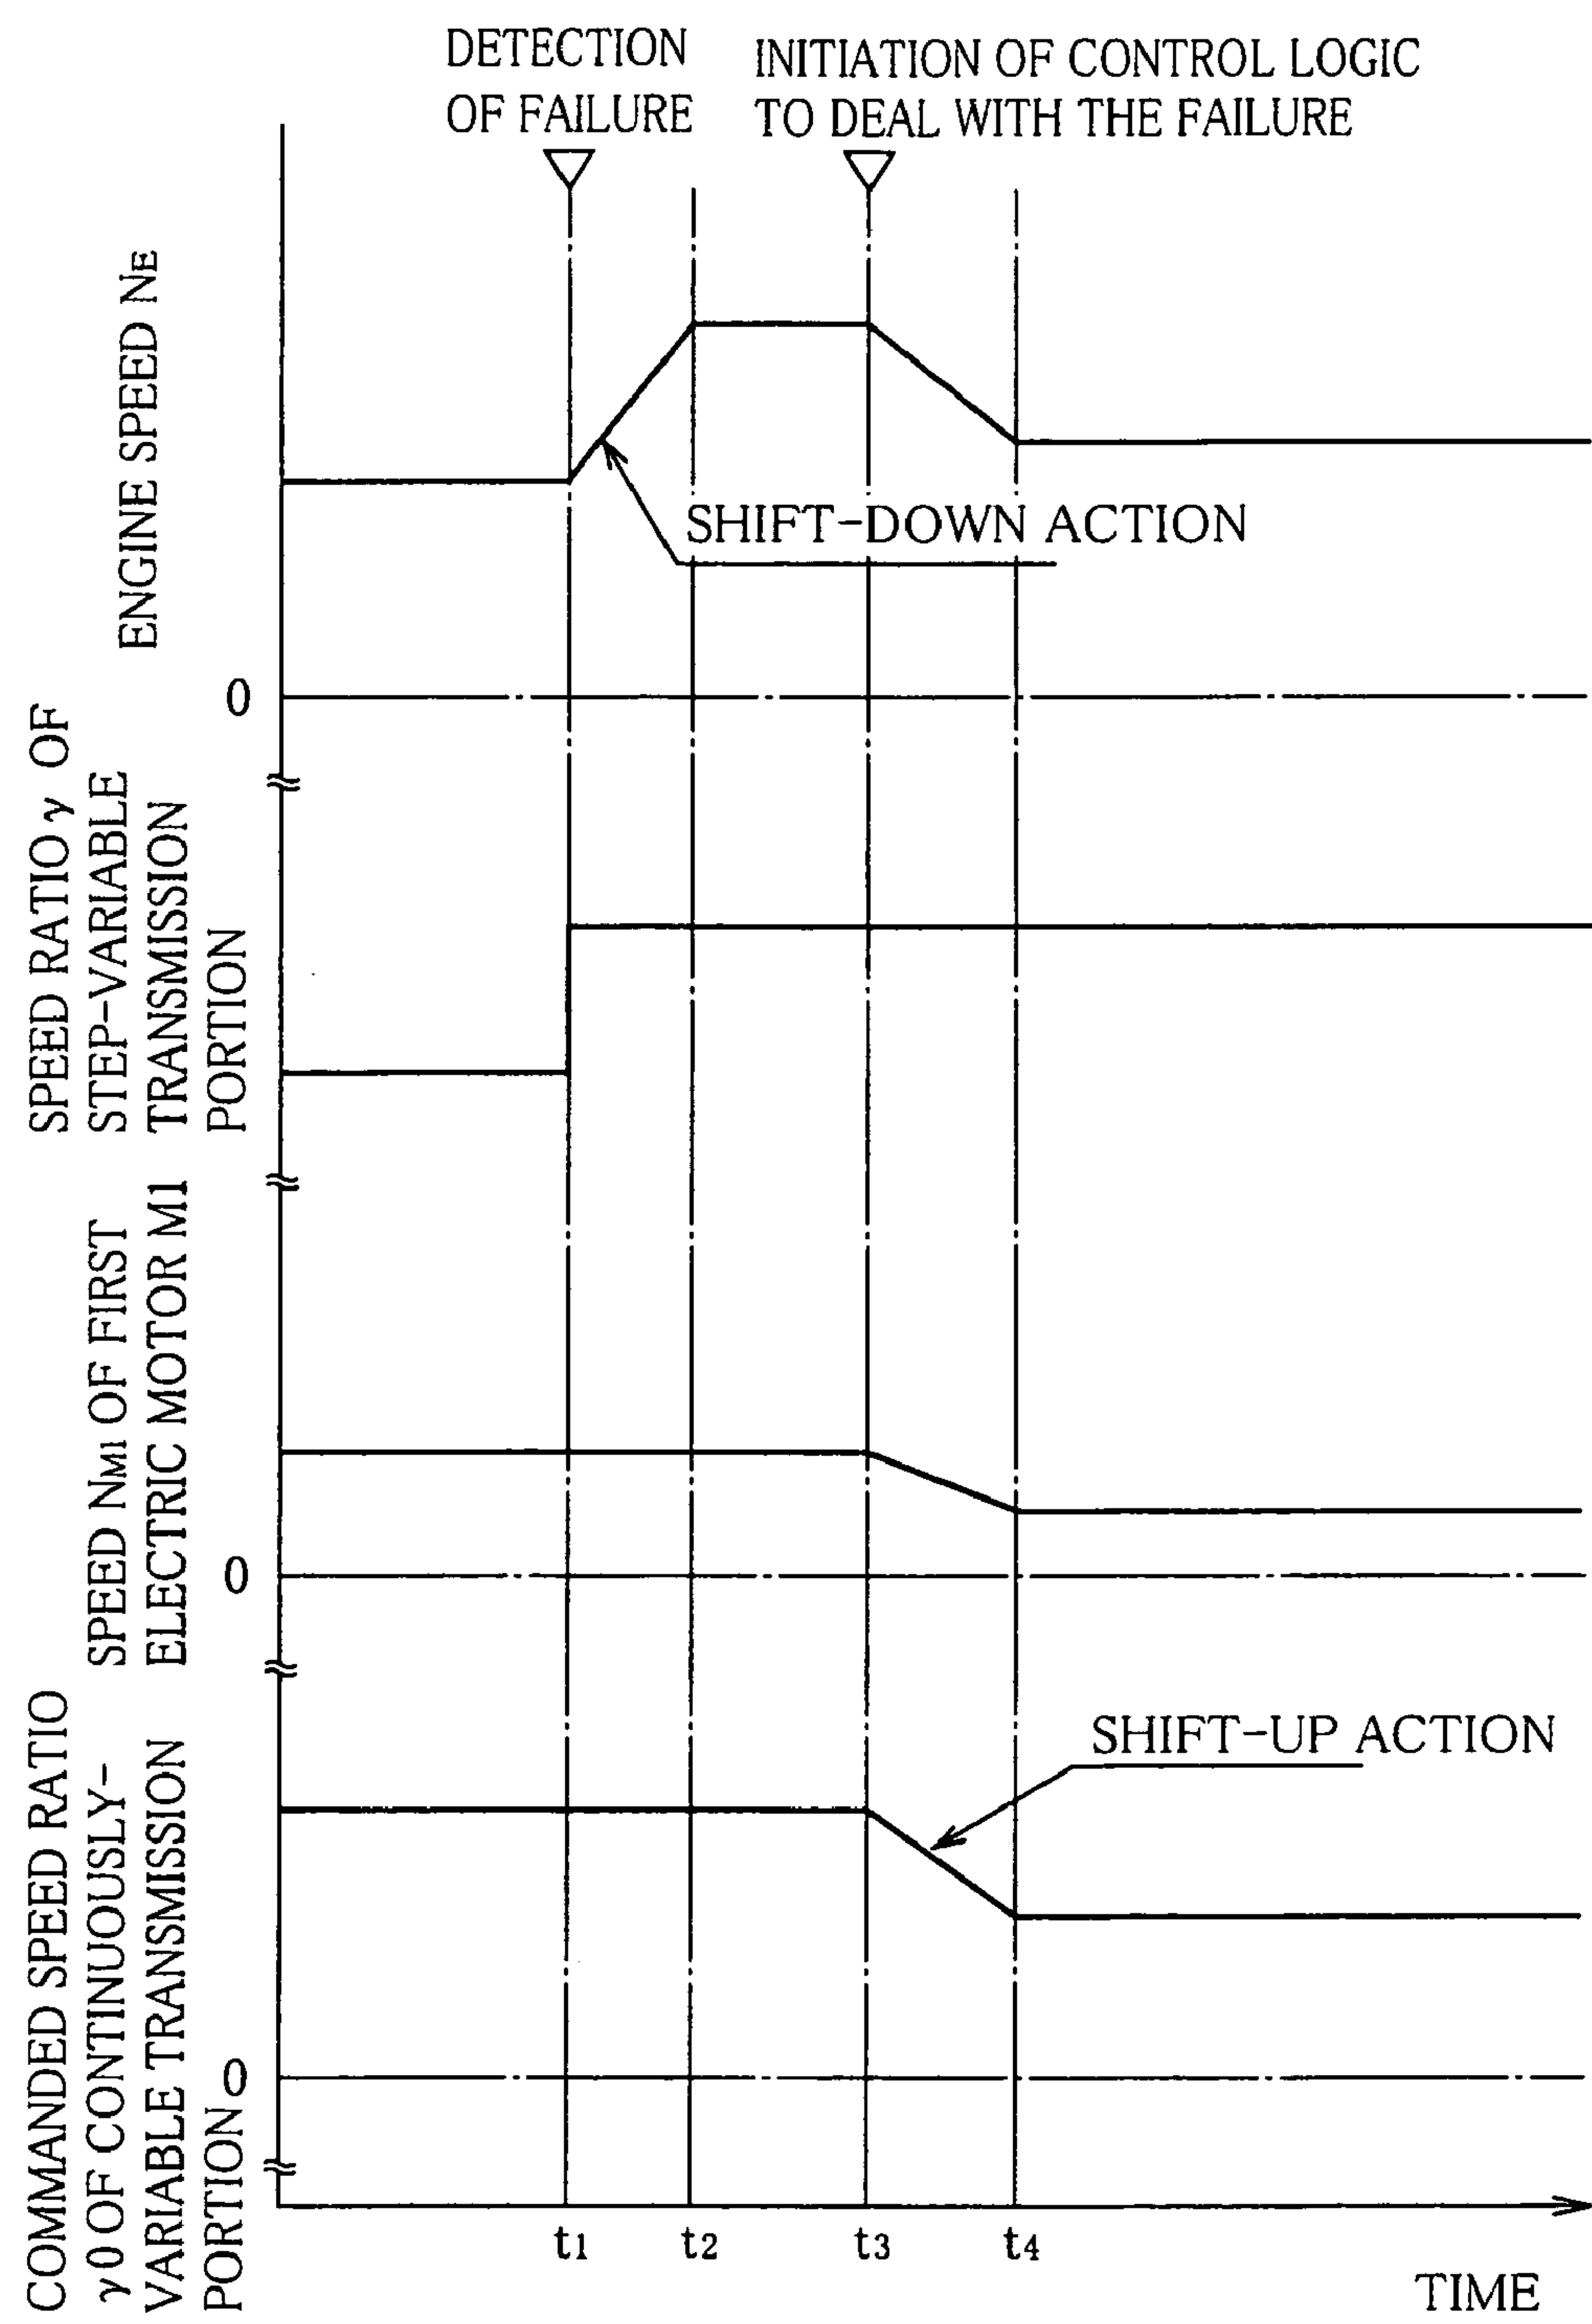 DETECTION
OF FAILURE
INITIATION OF CONTROL LOGIC
TO DEAL WITH THE FAILURE
ENGINE SPEED NE
SHIFT-DOWN ACTION
0
SPEED RATIO γ OF
STEP-VARIABLE
TRANSMISSION
PORTION
SPEED NM1 OF FIRST
ELECTRIC MOTOR M1
0
COMMANDED SPEED RATIO
γ0 OF CONTINUOUSLY-
VARIABLE TRANSMISSION
PORTION
SHIFT-UP ACTION
0
t1
t2
t3
t4
TIME